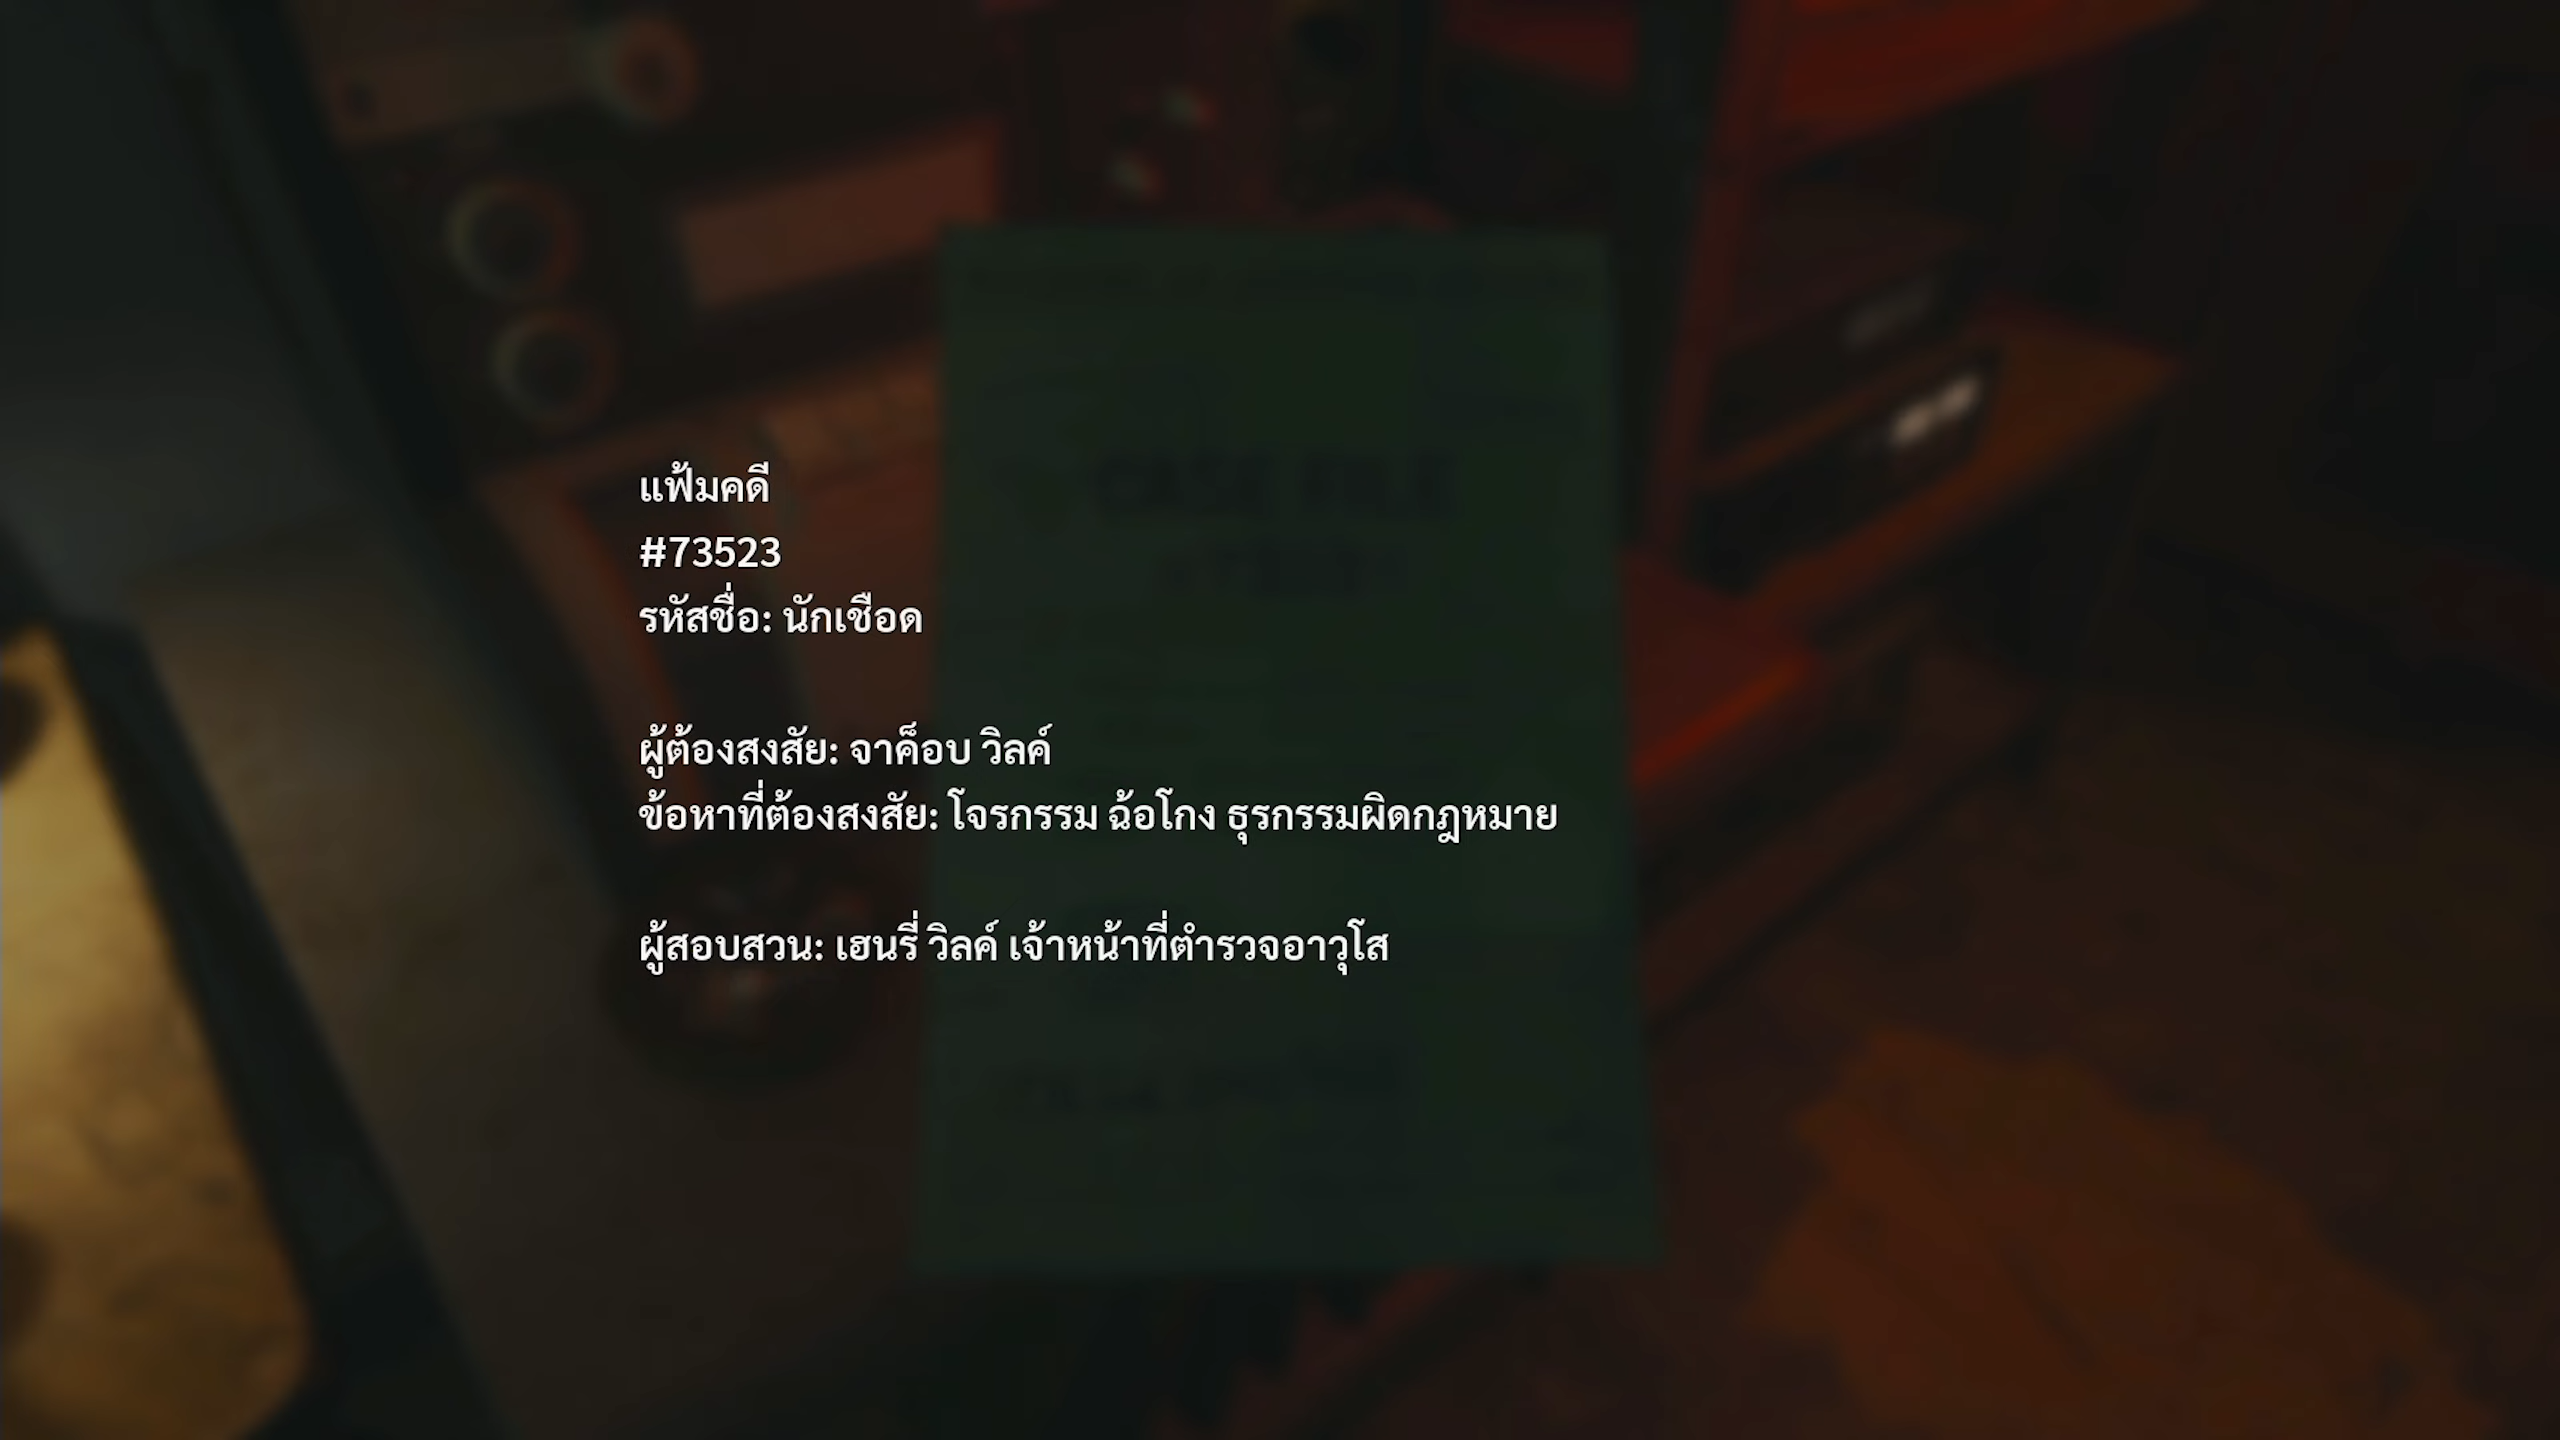 แฟ้มคดี
#73523
รหัสชื่อ: นักเชือด
ผู้ต้องสงสัย: จาค็อบ วิลค์
ข้อหาที่ต้องสงสัย: โจรกรรม ฉ้อโกง ธุรกรรมผิดกฎหมาย
ผู้สอบสวน: เฮนรี่ วิลค์ เจ้าหน้าที่ตำรวจอาวุโส